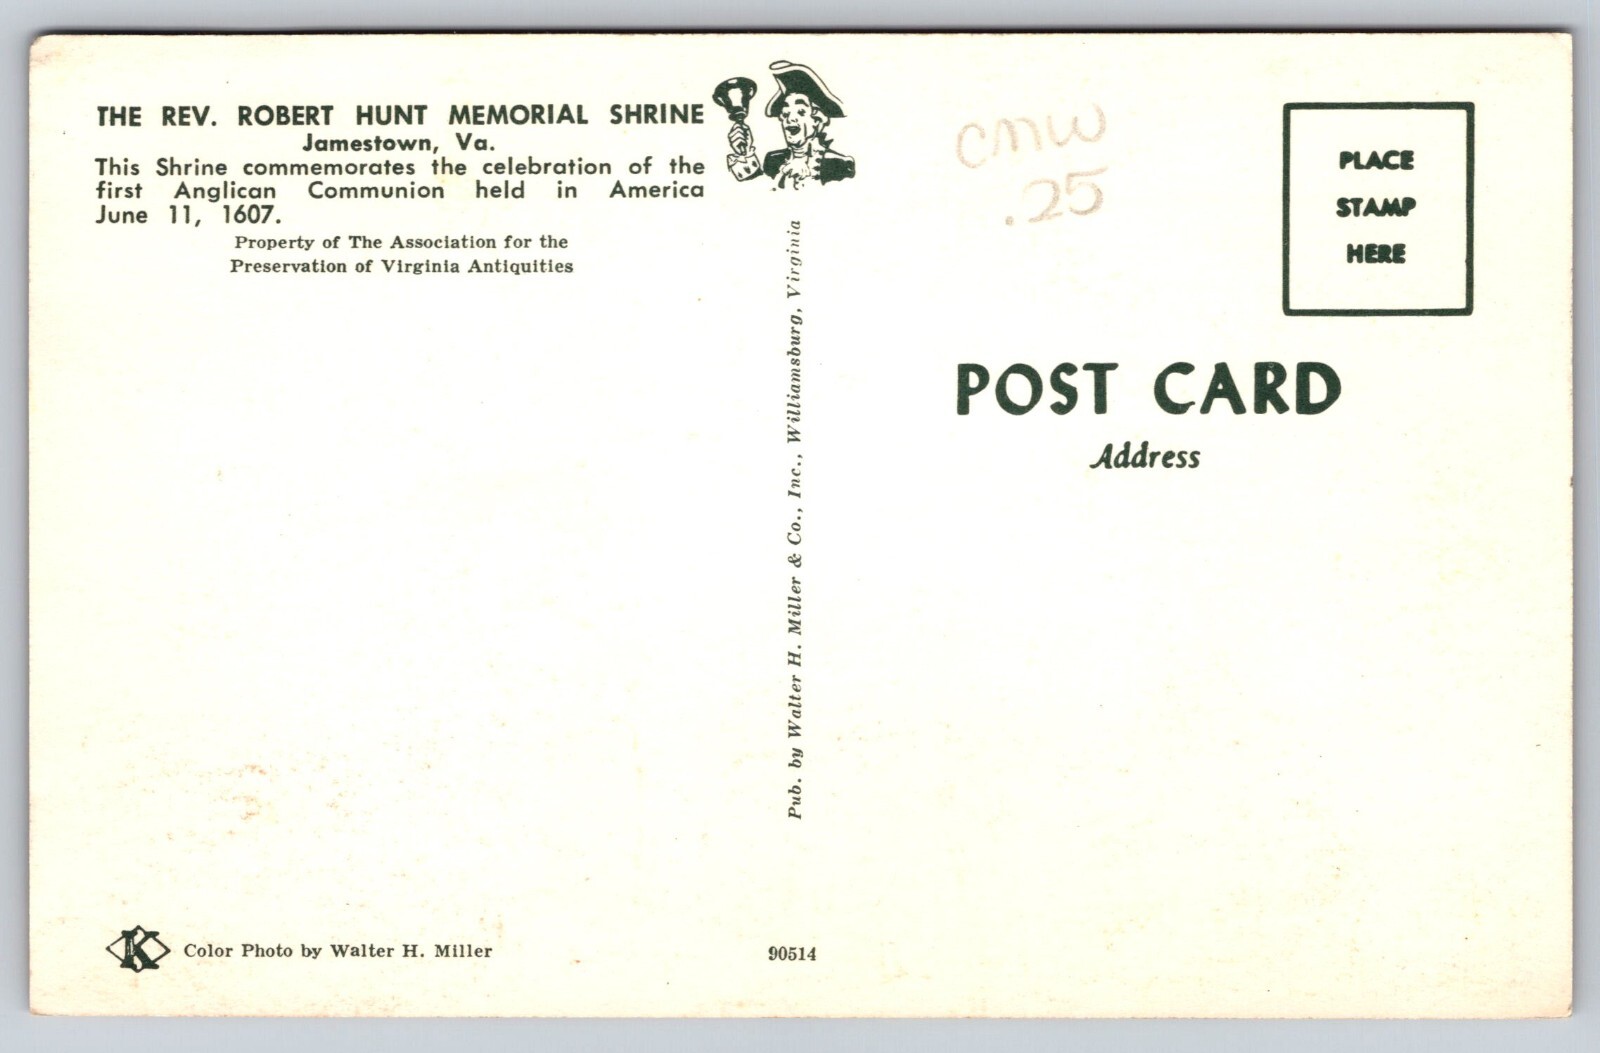 THE REV. ROBERT HUNT MEMORIAL SHRINE
Jamestown, Va.
This Shrine commemorates the celebration of the
first Anglican Communion held in America
June 11, 1607.
Property of The Association for the
Preservation of Virginia Antiquities
Pub. by Walter H. Miller & Co., Inc., Williamsburg, Virginia
CMW
.25
PLACE
STAMP
HERE
POST CARD
Address
K
Color Photo by Walter H. Miller
90514